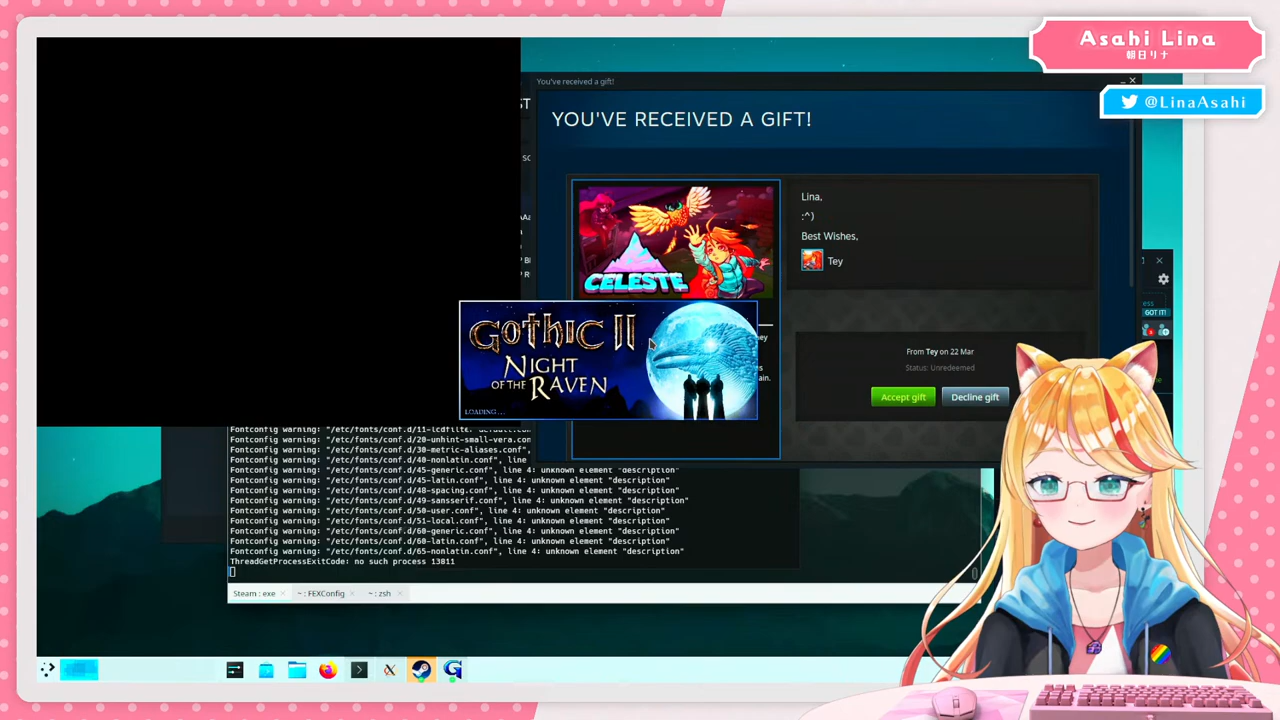 Asahi Lina
朝日リナ
@LinaAsahi
You've received a gift!
YOU'VE RECEIVED A GIFT!
Lina,
:^)
Best Wishes,
Tey
CELESTE
GOTHIC II
NIGHT
OF THE RAVEN
LOADING ...
From Tey on 22 Mar
Status: Unredeemed
Accept gift
Decline gift
GOT IT!
Fontconfig warning: "/etc/fonts/conf.d/11-lcdfilter-default.con
Fontconfig warning: "/etc/fonts/conf.d/20-unhint-small-vera.con
Fontconfig warning: "/etc/fonts/conf.d/30-metric-aliases.conf",
Fontconfig warning: "/etc/fonts/conf.d/40-nonlatin.conf", line
Fontconfig warning: "/etc/fonts/conf.d/45-generic.conf", line 4: unknown element "description"
Fontconfig warning: "/etc/fonts/conf.d/45-latin.conf", line 4: unknown element "description"
Fontconfig warning: "/etc/fonts/conf.d/48-spacing.conf", line 4: unknown element "description"
Fontconfig warning: "/etc/fonts/conf.d/49-sansserif.conf", line 4: unknown element "description"
Fontconfig warning: "/etc/fonts/conf.d/50-user.conf", line 4: unknown element "description"
Fontconfig warning: "/etc/fonts/conf.d/51-local.conf", line 4: unknown element "description"
Fontconfig warning: "/etc/fonts/conf.d/60-generic.conf", line 4: unknown element "description"
Fontconfig warning: "/etc/fonts/conf.d/60-latin.conf", line 4: unknown element "description"
Fontconfig warning: "/etc/fonts/conf.d/65-nonlatin.conf", line 4: unknown element "description"
ThreadGetProcessExitCode: no such process 13811
Steam : exe
~ : FEXConfig
~ : zsh